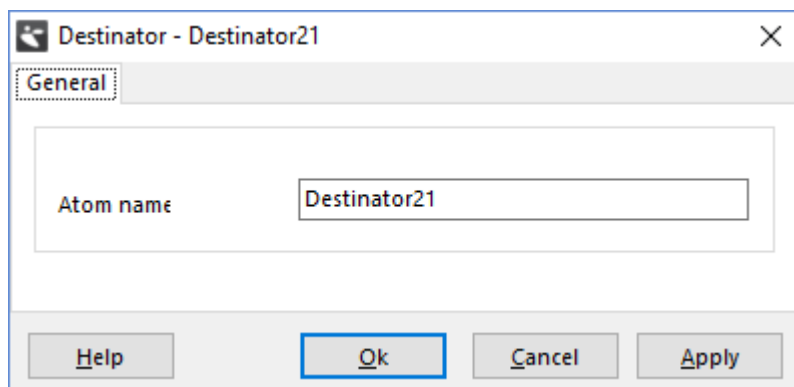 Destinator - Destinator21
General
Atom name
Destinator21
Help Ok Cancel Apply